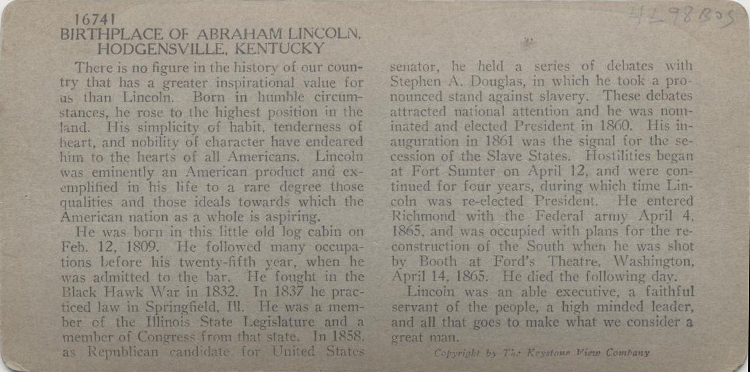 16741
BIRTHPLACE OF ABRAHAM LINCOLN,
HODGENSVILLE, KENTUCKY
There is no figure in the history of our coun-
try that has a greater inspirational value for
us than Lincoln. Born in humble circum-
stances, he rose to the highest position in the
land. His simplicity of habit, tenderness of
heart, and nobility of character have endeared
him to the hearts of all Americans. Lincoln
was eminently an American product and ex-
emplified in his life to a rare degree those
qualities and those ideals towards which the
American nation as a whole is aspiring.
He was born in this little old log cabin on
Feb. 12, 1809. He followed many occupa-
tions before his twenty-fifth year, when he
was admitted to the bar. He fought in the
Black Hawk War in 1832. In 1837 he prac-
ticed law in Springfield, Ill. He was a mem-
ber of the Illinois State Legislature and a
member of Congress from that state. In 1858,
as Republican candidate for United States
senator, he held a series of debates with
Stephen A. Douglas, in which he took a pro-
nounced stand against slavery. These debates
attracted national attention and he was nom-
inated and elected President in 1860. His in-
auguration in 1861 was the signal for the se-
cession of the Slave States. Hostilities began
at Fort Sumter on April 12, and were con-
tinued for four years, during which time Lin-
coln was re-elected President. He entered
Richmond with the Federal army April 4,
1865, and was occupied with plans for the re-
construction of the South when he was shot
by Booth at Ford's Theatre, Washington,
April 14, 1865. He died the following day.
Lincoln was an able executive, a faithful
servant of the people, a high minded leader,
and all that goes to make what we consider a
great man.
Copyright by The Keystone View Company